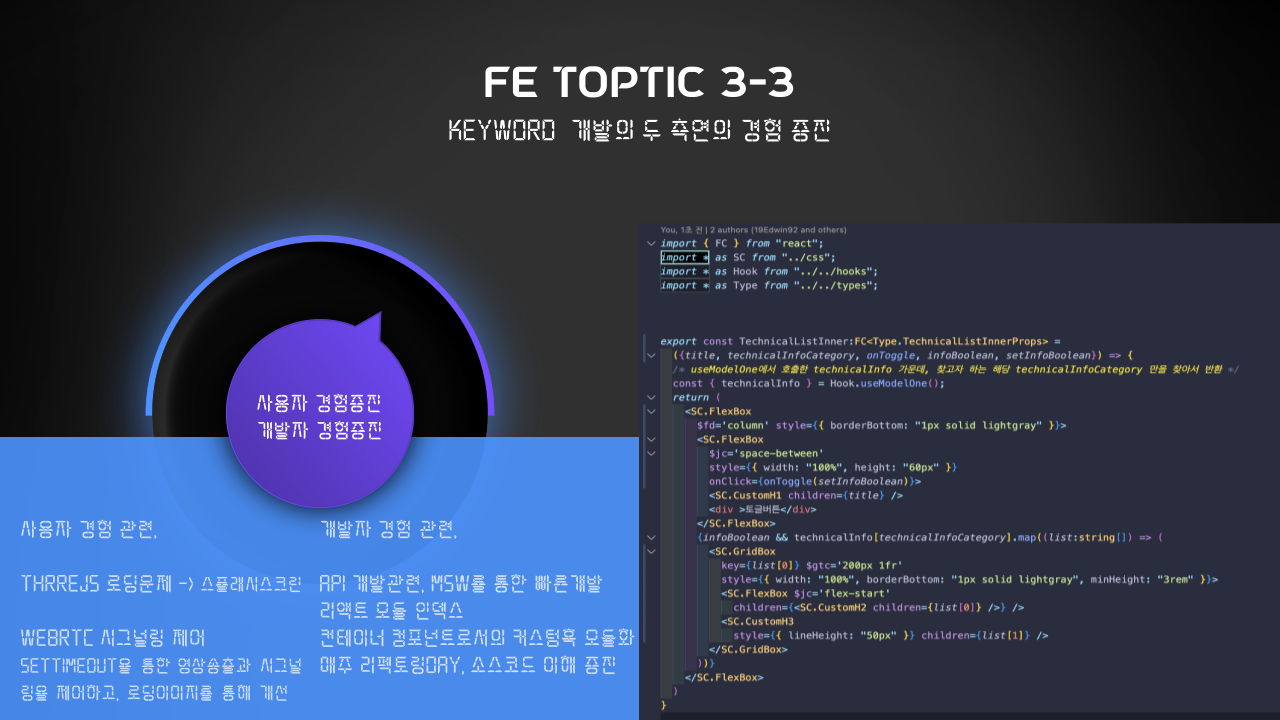 FE TOPTIC 3-3
KEYWORD 개발의 두 측면의 경험 증진
사용자 경험증진
개발자 경험증진
사용자 경험 관련,
THRREJS 로딩문제 -> 스플래시스크린
WEBRTC 시그널링 제어
SETTIMEOUT을 통한 영상송출과 시그널
링을 제어하고, 로딩이미지를 통해 개선
개발자 경험 관련,
API 개발관련, MSW를 통한 빠른개발
리액트 모듈 인덱스
컨테이너 컴포넌트로서의 커스텀훅 모듈화
매주 리팩토링DAY, 소스코드 이해 증진
You, 1초 전 | 2 authors (19Edwin92 and others)
import { FC } from "react";
import * as SC from "../css";
import * as Hook from "../../hooks";
import * as Type from "../../types";
export const TechnicalListInner:FC<Type.TechnicalListInnerProps> =
({title, technicalInfoCategory, onToggle, infoBoolean, setInfoBoolean}) => {
/* useModelOne에서 호출한 technicalInfo 가운데, 찾고자 하는 해당 technicalInfoCategory 만을 찾아서 반환 */
const { technicalInfo } = Hook.useModelOne();
return (
<SC.FlexBox
$fd='column' style={{ borderBottom: "1px solid lightgray" }}>
<SC.FlexBox
$jc='space-between'
style={{ width: "100%", height: "60px" }}
onClick={onToggle(setInfoBoolean)}>
<SC.CustomH1 children={title} />
<div >토글버튼</div>
</SC.FlexBox>
{infoBoolean && technicalInfo[technicalInfoCategory].map((list:string[]) => (
<SC.GridBox
key={list[0]} $gtc='200px 1fr'
style={{ width: "100%", borderBottom: "1px solid lightgray", minHeight: "3rem" }}>
<SC.FlexBox $jc='flex-start'
children={<SC.CustomH2 children={list[0]} />} />
<SC.CustomH3
style={{ lineHeight: "50px" }} children={list[1]} />
</SC.GridBox>
))}
</SC.FlexBox>
)
}